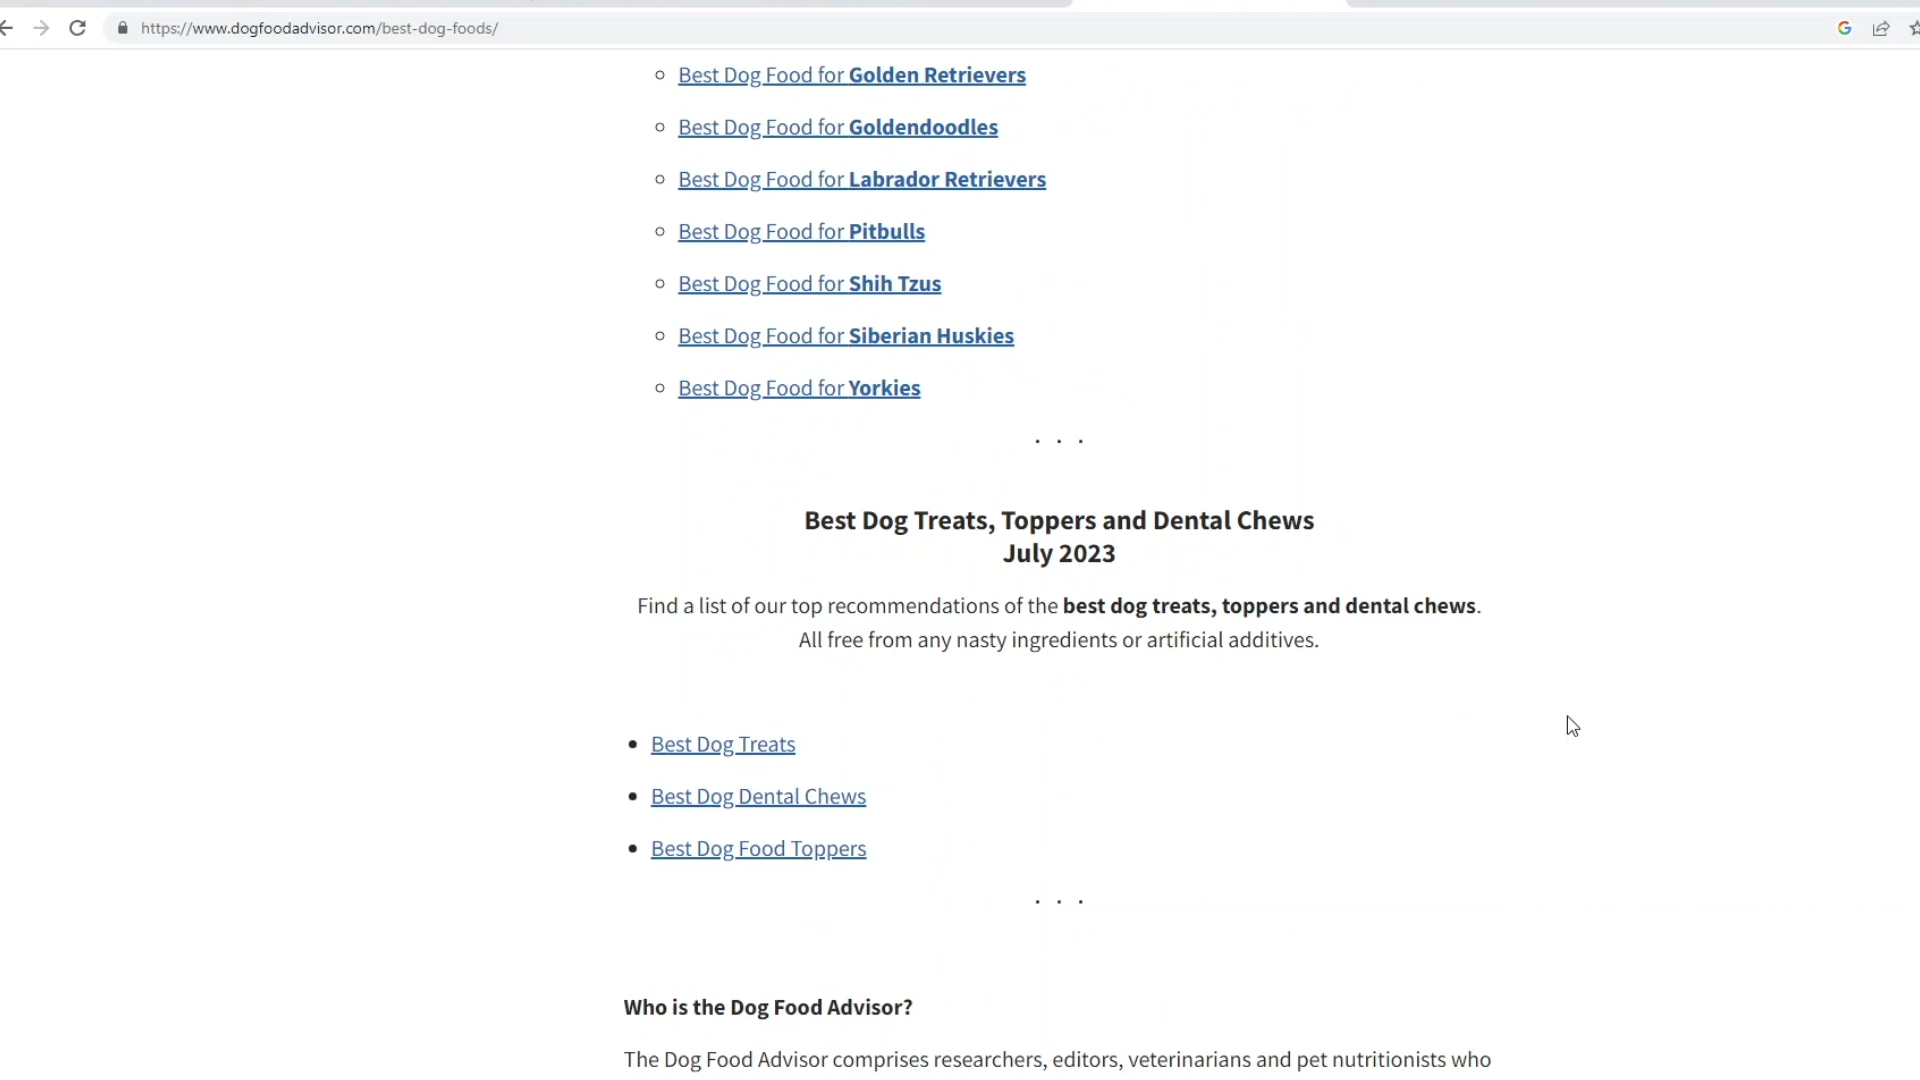 https://www.dogfoodadvisor.com/best-dog-foods/
Best Dog Food for Golden Retrievers
Best Dog Food for Goldendoodles
Best Dog Food for Labrador Retrievers
Best Dog Food for Pitbulls
Best Dog Food for Shih Tzus
Best Dog Food for Siberian Huskies
Best Dog Food for Yorkies
. . .
Best Dog Treats, Toppers and Dental Chews
July 2023
Find a list of our top recommendations of the best dog treats, toppers and dental chews.
All free from any nasty ingredients or artificial additives.
Best Dog Treats
Best Dog Dental Chews
Best Dog Food Toppers
. . .
Who is the Dog Food Advisor?
The Dog Food Advisor comprises researchers, editors, veterinarians and pet nutritionists who